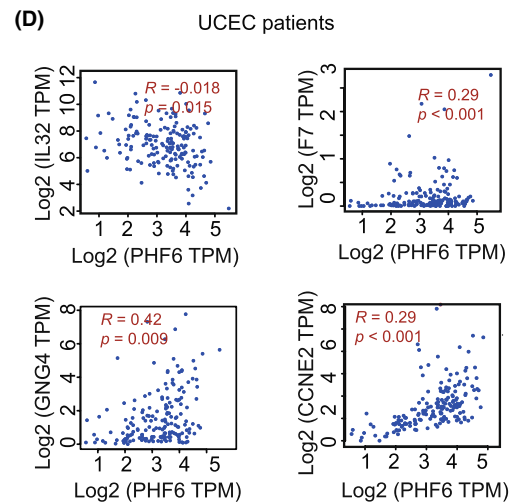 (D)
UCEC patients
Log2 (IL32 TPM)
12
10
8
6
4
2
R = -0.018
p = 0.015
1 2 3 4 5
Log2 (PHF6 TPM)
Log2 (F7 TPM)
3
2
1
0
R = 0.29
p < 0.001
1 2 3 4 5
Log2 (PHF6 TPM)
Log2 (GNG4 TPM)
8
6
4
2
0
R = 0.42
p = 0.009
1 2 3 4 5
Log2 (PHF6 TPM)
Log2 (CCNE2 TPM)
8
6
4
2
0
R = 0.29
p < 0.001
1 2 3 4 5
Log2 (PHF6 TPM)